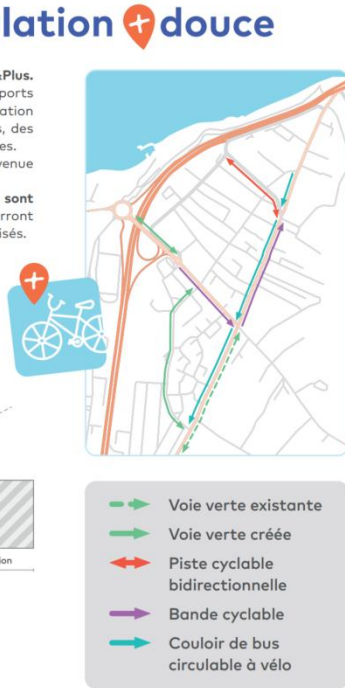 lation + douce
&Plus.
ports
ation
s, des
es.
venue
sont
rront
isés.
ion
Voie verte existante
Voie verte créée
Piste cyclable
bidirectionnelle
Bande cyclable
Couloir de bus
circulable à vélo